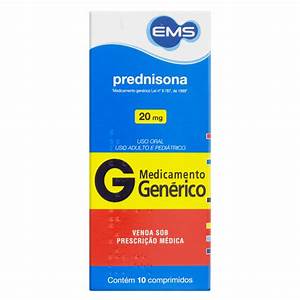 EMS
prednisona
"Medicamento genérico Lei nº 9.787, de 1999"
20 mg
USO ORAL
USO ADULTO E PEDIÁTRICO
G Medicamento
Genérico
VENDA SOB
PRESCRIÇÃO MÉDICA
Contém 10 comprimidos